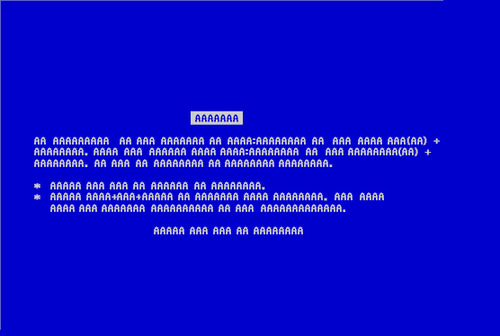 AAAAAAA
AA AAAAAAAAA AA AAA AAAAAAA AA AAAA:AAAAAAAA AA AAA AAAA AAA(AA) +
AAAAAAAA. AAAA AAA AAAAAA AAAA AAAA:AAAAAAAA AA AAA AAAAAAAA(AA) +
AAAAAAAA. AA AAA AA AAAAAAAA AA AAAAAAAA AAAAAAAA.
* AAAAA AAA AAA AA AAAAAA AA AAAAAAAA.
* AAAAA AAAA+AAA+AAAAA AA AAAAAAA AAAA AAAAAAAA. AAA AAAA
AAAA AAA AAAAAAA AAAAAAAAAA AA AAA AAAAAAAAAAAAA.
AAAAA AAA AAA AA AAAAAAAA